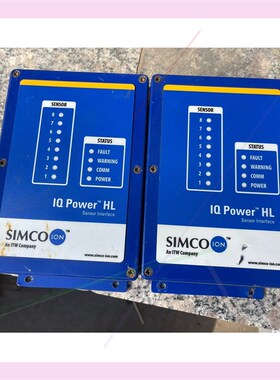 SENSOR
8
7
6
5
4
3
2
1
STATUS
FAULT
WARNING
COMM
POWER
IQ Power™ HL
Sensor Interface
SIMCO ION
An ITW Company
www.simco-ion.com
SENSOR
8
7
6
5
4
3
2
1
STATUS
FAULT
WARNING
COMM
POWER
IQ Power™ HL
Sensor Interface
SIMCO ION
An ITW Company
www.simco-ion.com